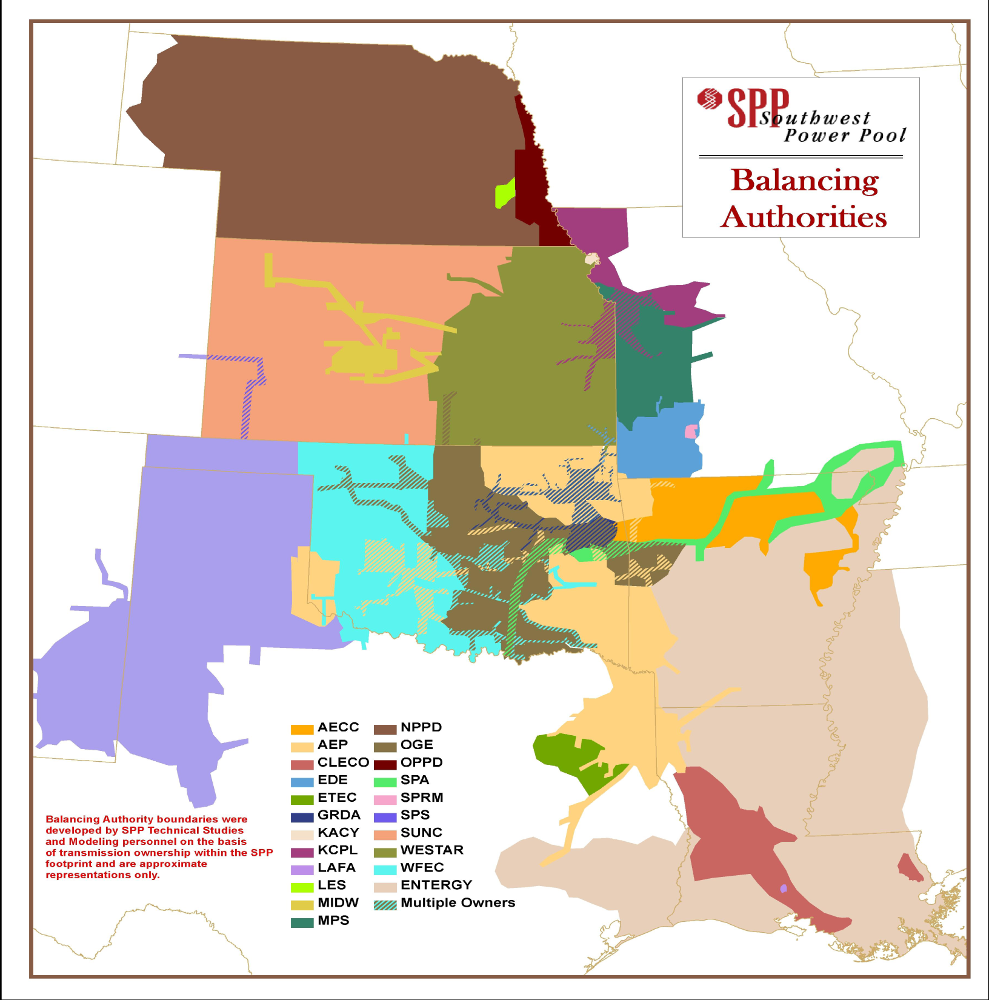 SPP
Southwest
Power Pool
Balancing
Authorities
AECC
AEP
CLECO
EDE
ETEC
GRDA
KACY
KCPL
LAFA
LES
MIDW
MPS
NPPD
OGE
OPPD
SPA
SPRM
SPS
SUNC
WESTAR
WFEC
ENTERGY
Multiple Owners
Balancing Authority boundaries were
developed by SPP Technical Studies
and Modeling personnel on the basis
of transmission ownership within the SPP
footprint and are approximate
representations only.